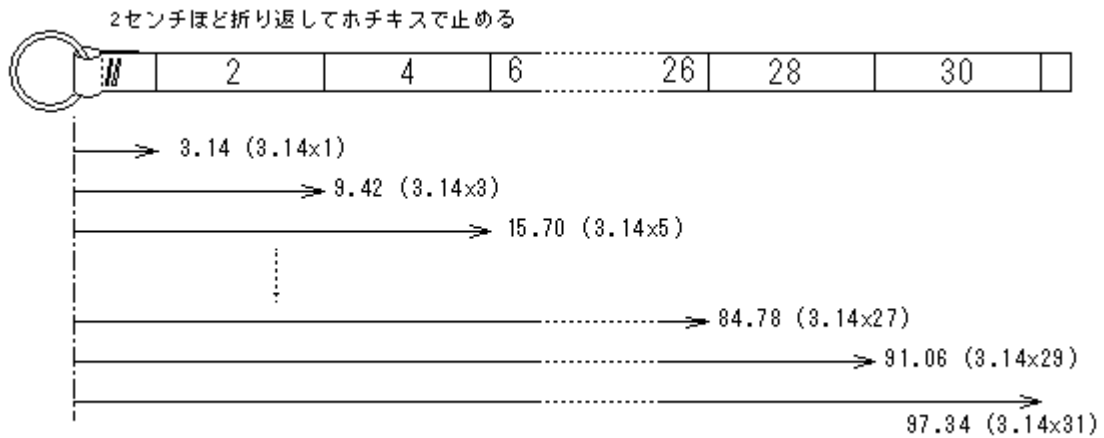 2センチほど折り返してホチキスで止める
2 4 6 26 28 30
3.14 (3.14x1)
9.42 (3.14x3)
15.70 (3.14x5)
84.78 (3.14x27)
91.06 (3.14x29)
97.34 (3.14x31)